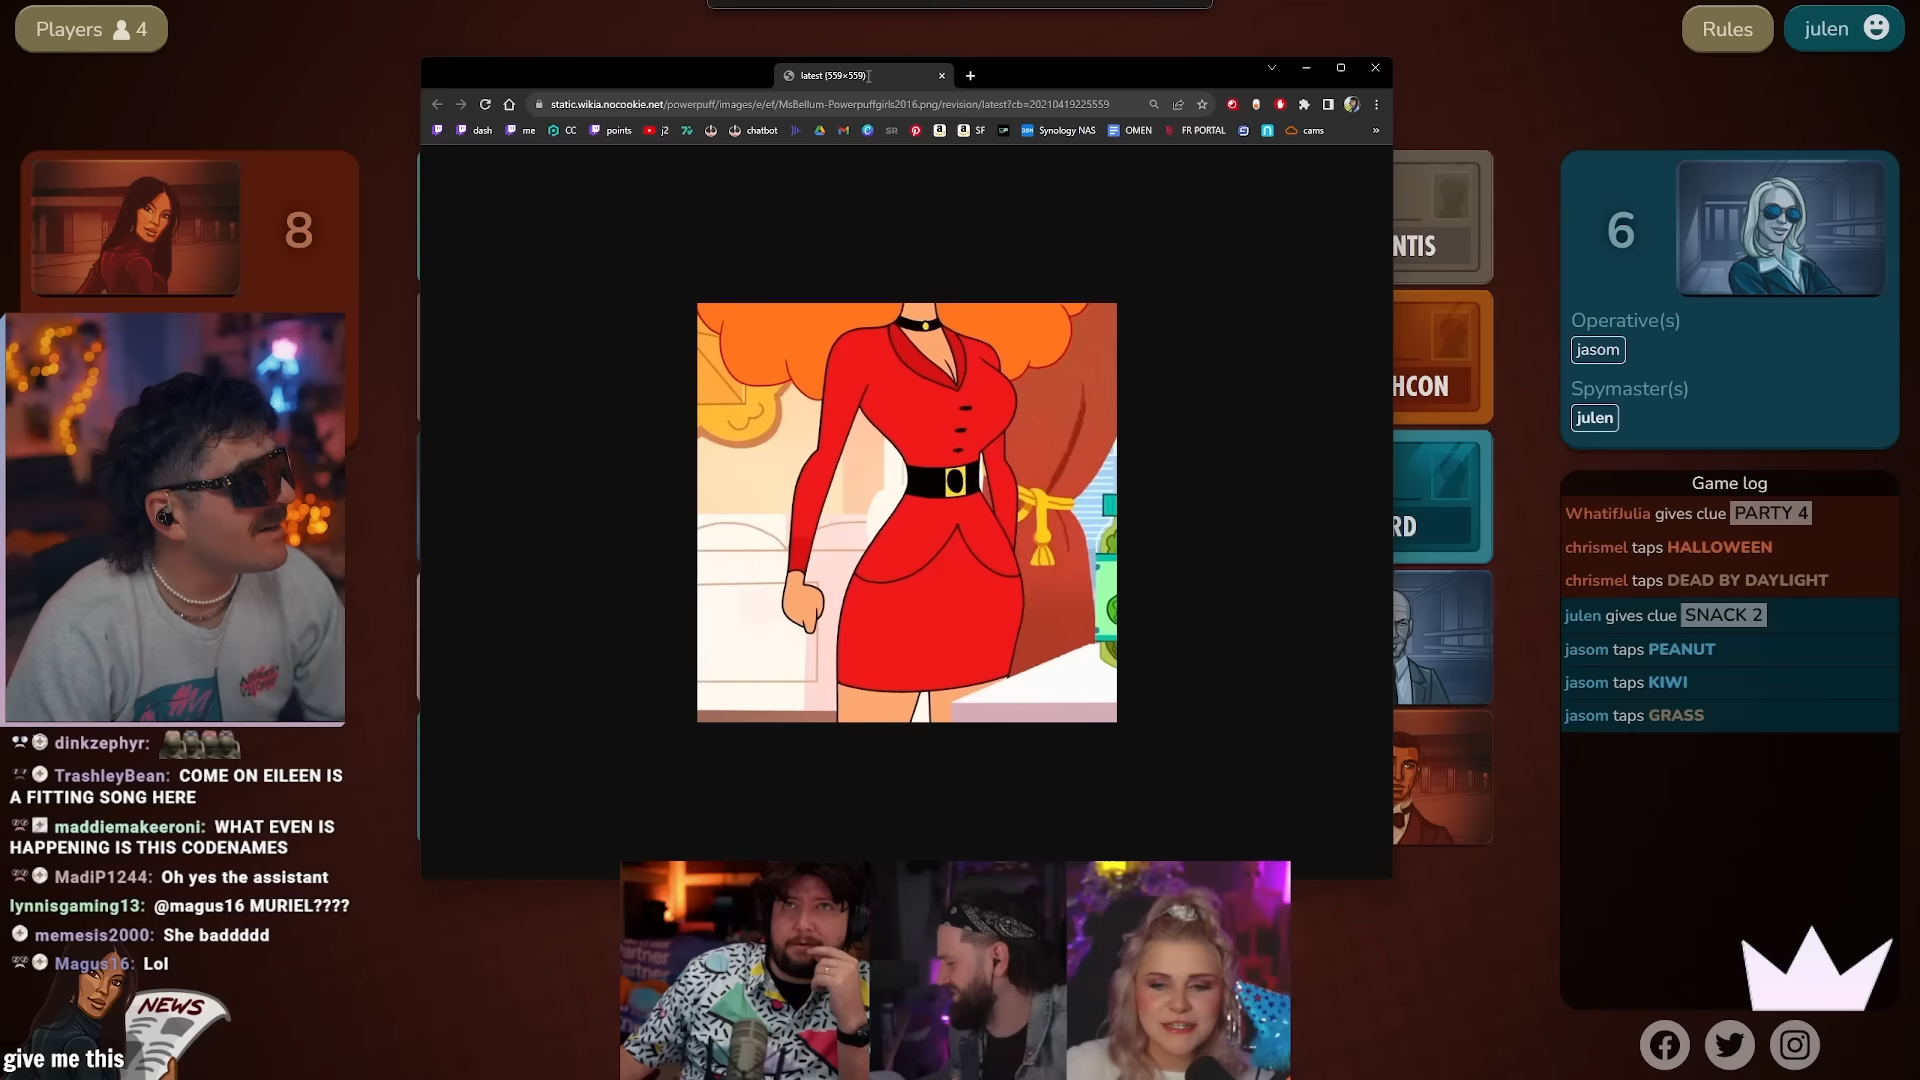 Players 4
Rules
julen
latest (559×559)
static.wikia.nocookie.net/powerpuff/images/e/ef/MsBellum-Powerpuffgirls2016.png/revision/latest?cb=20210419225559
dash
me
CC
points
j2
chatbot
SR
SF
Synology NAS
OMEN
FR PORTAL
cams
»
8
NTIS
HCON
RD
6
Operative(s)
jasom
Spymaster(s)
julen
Game log
WhatifJulia gives clue PARTY 4
chrismel taps HALLOWEEN
chrismel taps DEAD BY DAYLIGHT
julen gives clue SNACK 2
jasom taps PEANUT
jasom taps KIWI
jasom taps GRASS
dinkzephyr:
TrashleyBean: COME ON EILEEN IS
A FITTING SONG HERE
maddiemakeeroni: WHAT EVEN IS
HAPPENING IS THIS CODENAMES
MadiP1244: Oh yes the assistant
lynnisgaming13: @magus16 MURIEL????
memesis2000: She baddddd
Magus16: Lol
NEWS
give me this